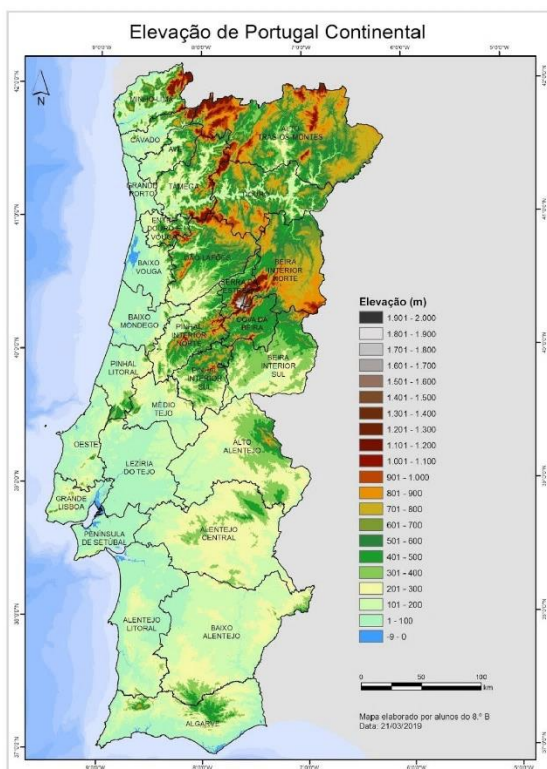 Elevação de Portugal Continental
N
MINHO-LIMA
CÁVADO
AVE
ALTO
TRÁS-OS-MONTES
GRANDE
PORTO
TÂMEGA
DOURO
ENTRE
DOURO E
VOUGA
BAIXO
VOUGA
DÃO-LAFÕES
BEIRA
INTERIOR
NORTE
SERRA DA
ESTRELA
COVA DA
BEIRA
BAIXO
MONDEGO
PINHAL
INTERIOR
NORTE
PINHAL
LITORAL
PINHAL
INTERIOR
SUL
BEIRA
INTERIOR
SUL
MÉDIO
TEJO
OESTE
LEZÍRIA
DO TEJO
ALTO
ALENTEJO
GRANDE
LISBOA
PENÍNSULA
DE SETÚBAL
ALENTEJO
CENTRAL
ALENTEJO
LITORAL
BAIXO
ALENTEJO
ALGARVE
Elevação (m)
1.901 - 2.000
1.801 - 1.900
1.701 - 1.800
1.601 - 1.700
1.501 - 1.600
1.401 - 1.500
1.301 - 1.400
1.201 - 1.300
1.101 - 1.200
1.001 - 1.100
901 - 1.000
801 - 900
701 - 800
601 - 700
501 - 600
401 - 500
301 - 400
201 - 300
101 - 200
1 - 100
-9 - 0
0 50 100
km
Mapa elaborado por alunos do 8.º B
Data: 21/03/2019